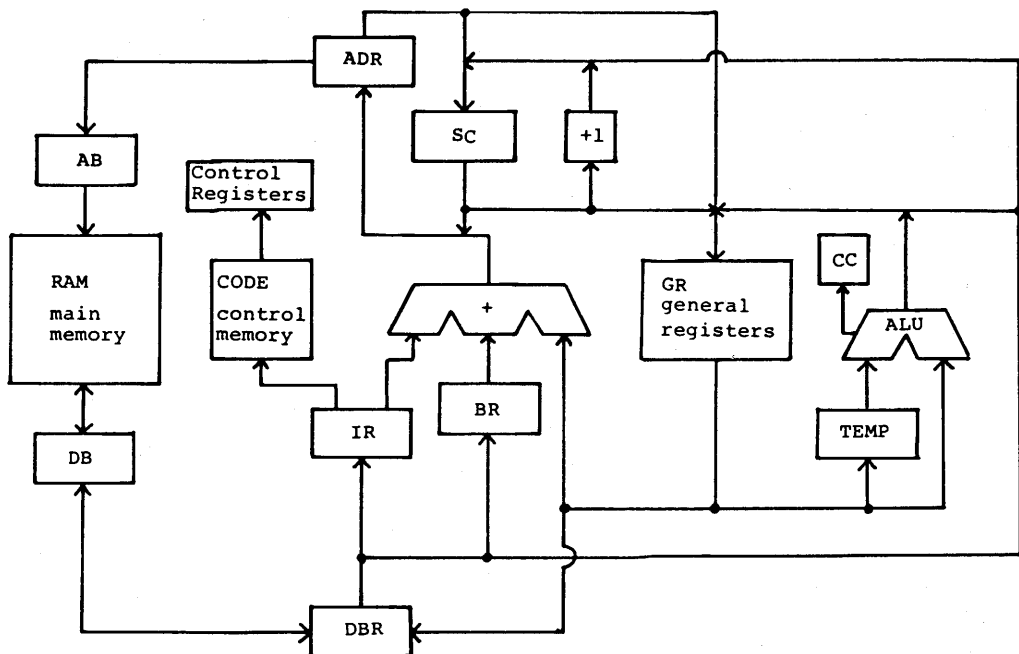 ADR
SC
+1
AB
Control
Registers
RAM
main
memory
CODE
control
memory
+
GR
general
registers
CC
ALU
DB
IR
BR
TEMP
DBR